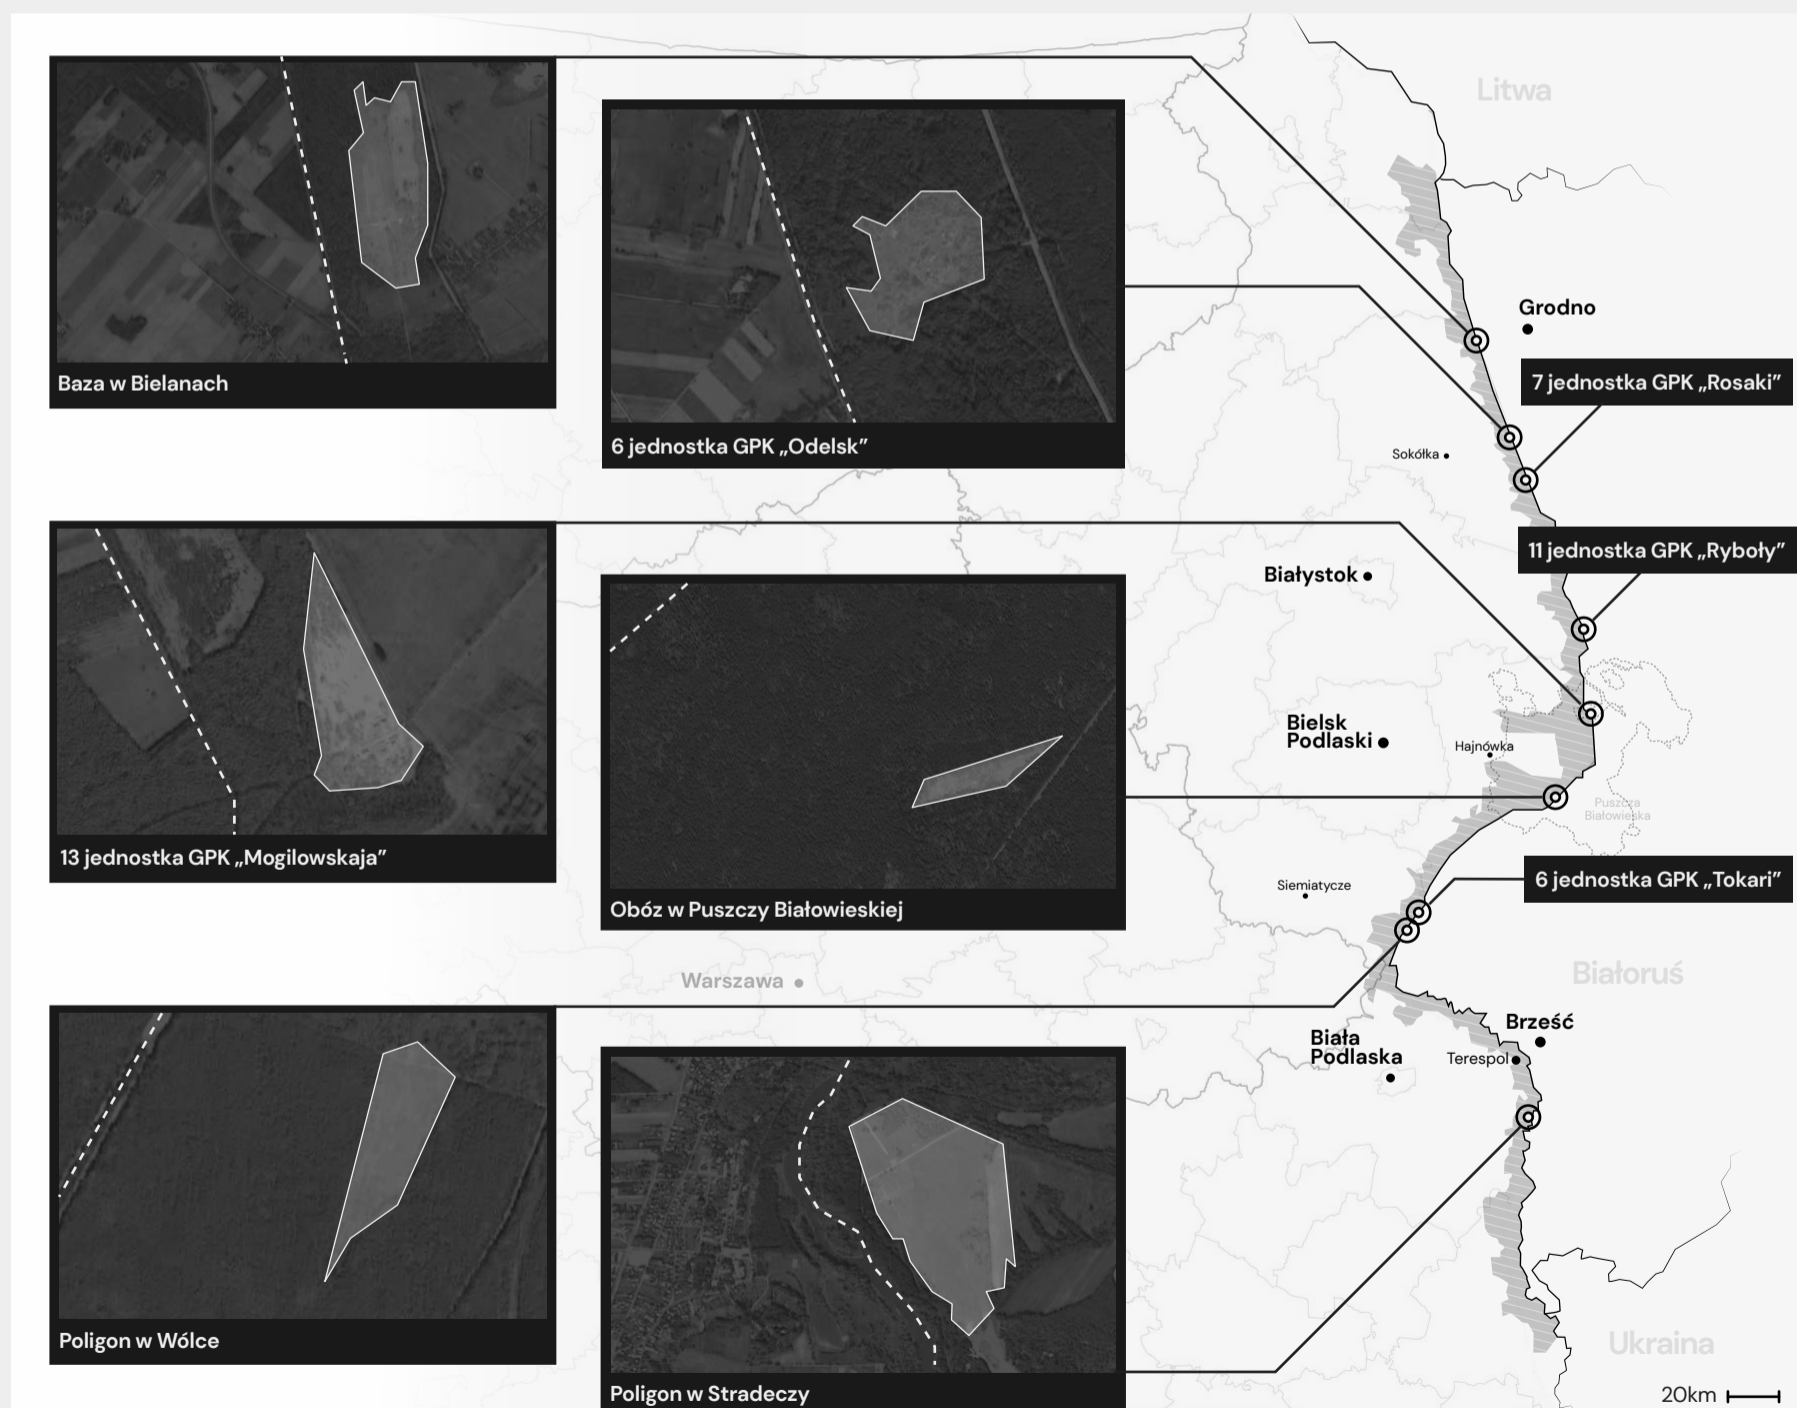 Litwa
Grodno
7 jednostka GPK „Rosaki”
Baza w Bielanach
6 jednostka GPK „Odelsk”
Sokółka
11 jednostka GPK „Ryboły”
Białystok
Bielsk
Podlaski
Hajnówka
Puszcza
Białowieska
13 jednostka GPK „Mogilowskaja”
Obóz w Puszczy Białowieskiej
Siemiatycze
6 jednostka GPK „Tokari”
Warszawa
Białoruś
Brześć
Biała
Podlaska
Terespol
Poligon w Wólce
Poligon w Stradeczy
Ukraina
20km